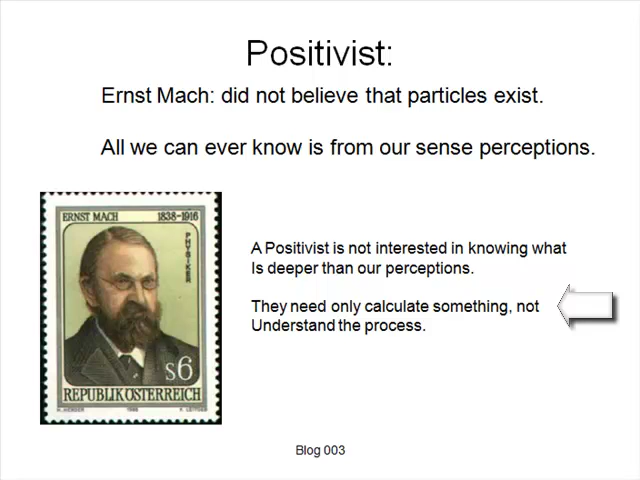 Positivist:
Ernst Mach: did not believe that particles exist.
All we can ever know is from our sense perceptions.
ERNST MACH 1838-1916
PHYSIKER
A Positivist is not interested in knowing what
Is deeper than our perceptions.
They need only calculate something, not
Understand the process.
s6
REPUBLIK ÖSTERREICH
1988
Blog 003